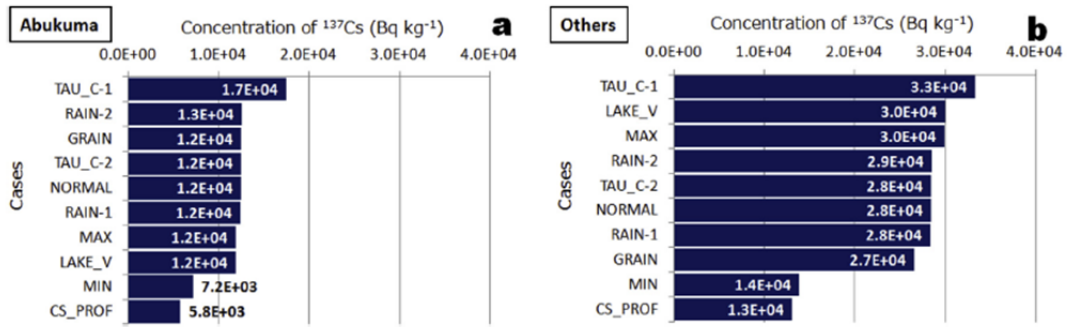 Abukuma
a
Concentration of ¹³⁷Cs (Bq kg⁻¹)
0.0E+00 1.0E+04 2.0E+04 3.0E+04 4.0E+04
Cases
TAU_C-1 1.7E+04
RAIN-2 1.3E+04
GRAIN 1.2E+04
TAU_C-2 1.2E+04
NORMAL 1.2E+04
RAIN-1 1.2E+04
MAX 1.2E+04
LAKE_V 1.2E+04
MIN 7.2E+03
CS_PROF 5.8E+03
Others
b
Concentration of ¹³⁷Cs (Bq kg⁻¹)
0.0E+00 1.0E+04 2.0E+04 3.0E+04 4.0E+04
Cases
TAU_C-1 3.3E+04
LAKE_V 3.0E+04
MAX 3.0E+04
RAIN-2 2.9E+04
TAU_C-2 2.8E+04
NORMAL 2.8E+04
RAIN-1 2.8E+04
GRAIN 2.7E+04
MIN 1.4E+04
CS_PROF 1.3E+04